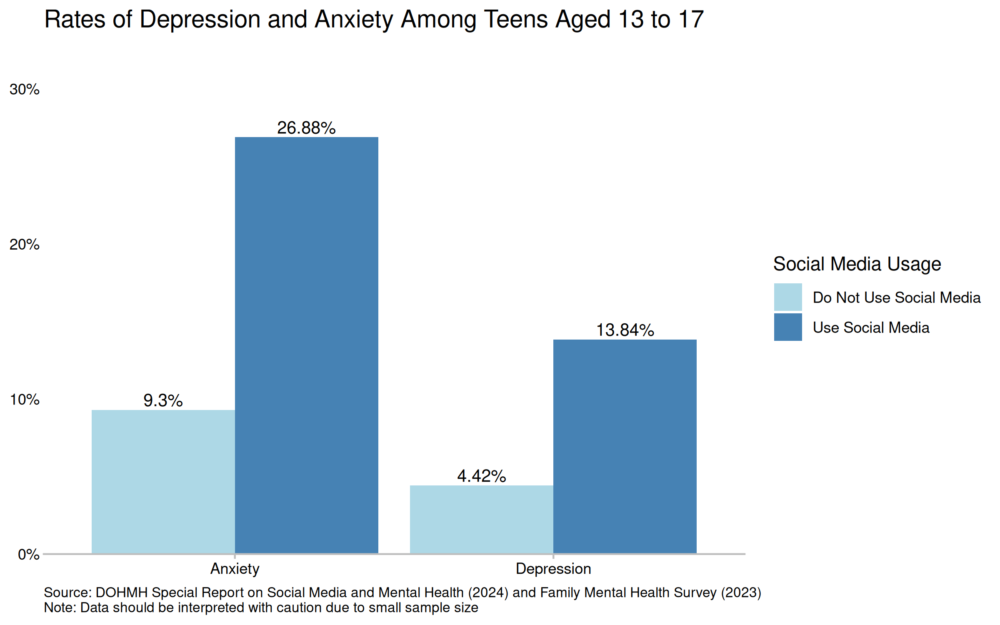 Rates of Depression and Anxiety Among Teens Aged 13 to 17
30%
20%
10%
0%
26.88%
9.3%
13.84%
4.42%
Anxiety
Depression
Social Media Usage
Do Not Use Social Media
Use Social Media
Source: DOHMH Special Report on Social Media and Mental Health (2024) and Family Mental Health Survey (2023)
Note: Data should be interpreted with caution due to small sample size